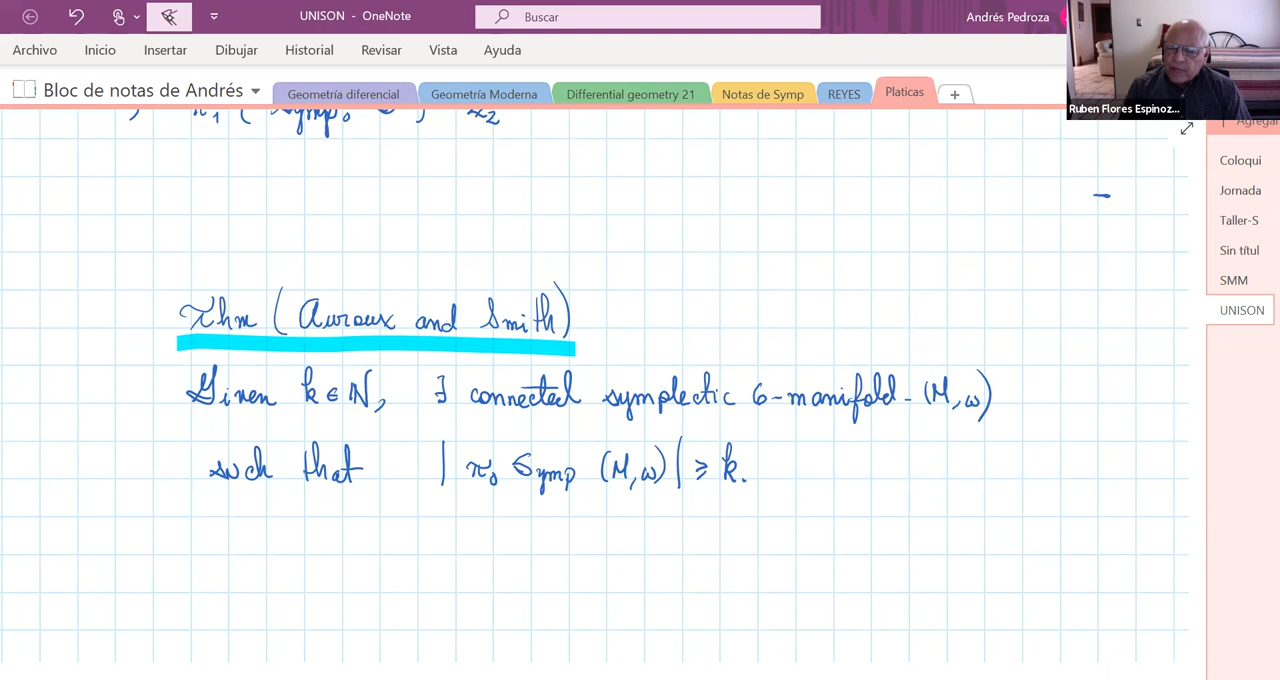 UNISON - OneNote
Buscar
Andrés Pedroza
Archivo Inicio Insertar Dibujar Historial Revisar Vista Ayuda
Bloc de notas de Andrés
Geometría diferencial Geometría Moderna Differential geometry 21 Notas de Symp REYES Platicas
Ruben Flores Espinoz...
Agregar
Coloqui
Jornada
Taller-S
Sin títul
SMM
UNISON
Thm (Auroux and Smith)
Given k ∈ N, ∃ connected symplectic 6-manifold - (M, ω)
such that | π₀ Symp (M, ω) | ≥ k.